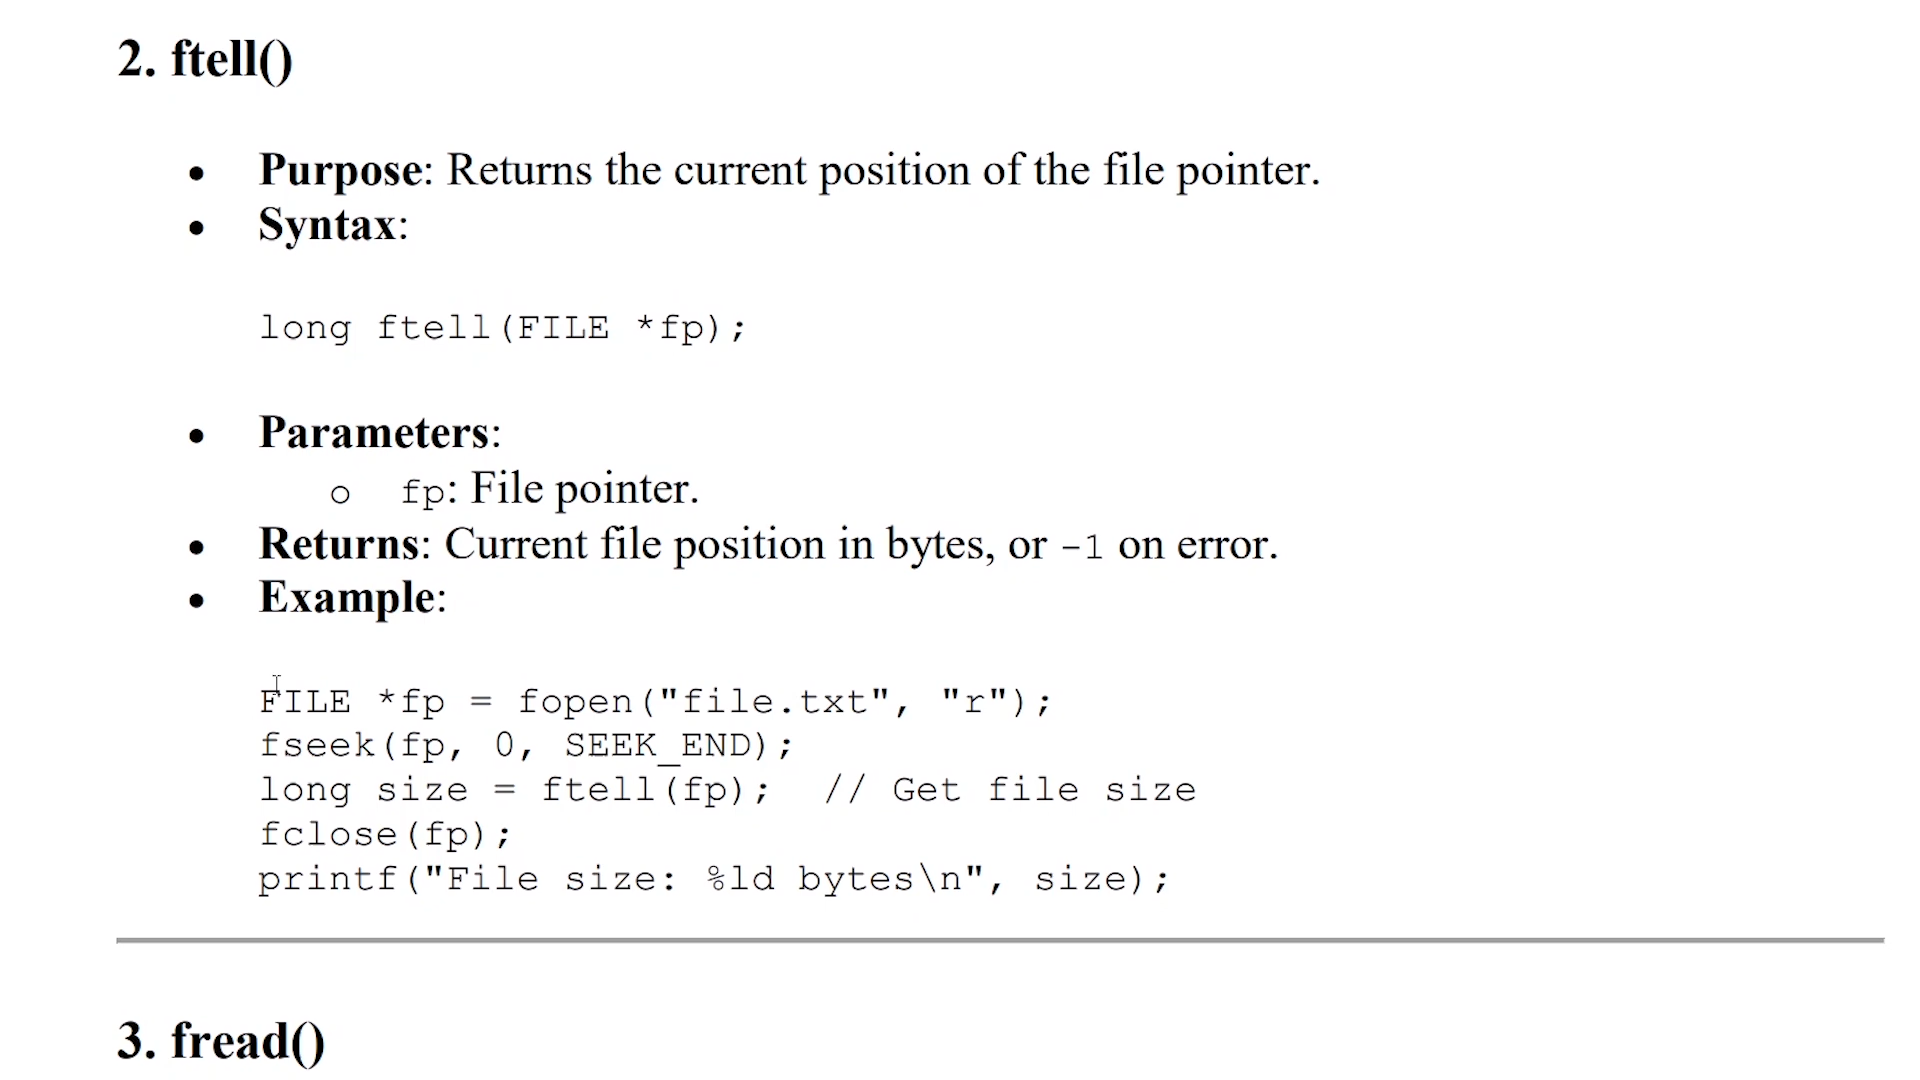 2. ftell()
• Purpose: Returns the current position of the file pointer.
• Syntax:
long ftell(FILE *fp);
• Parameters:
o fp: File pointer.
• Returns: Current file position in bytes, or -1 on error.
• Example:
FILE *fp = fopen("file.txt", "r");
fseek(fp, 0, SEEK_END);
long size = ftell(fp);  // Get file size
fclose(fp);
printf("File size: %ld bytes\n", size);
3. fread()